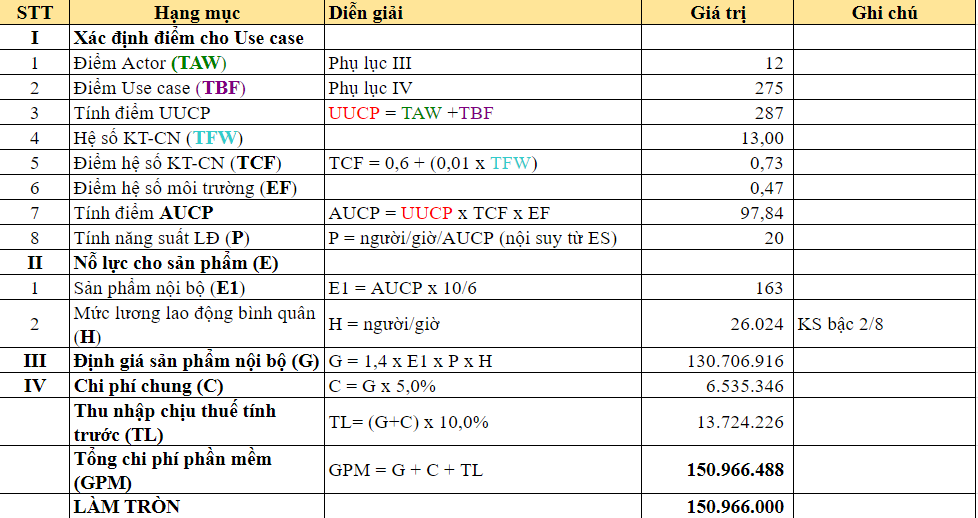 STT Hạng mục Diễn giải Giá trị Ghi chú
I Xác định điểm cho Use case
1 Điểm Actor (TAW) Phụ lục III 12
2 Điểm Use case (TBF) Phụ lục IV 275
3 Tính điểm UUCP UUCP = TAW +TBF 287
4 Hệ số KT-CN (TFW) 13,00
5 Điểm hệ số KT-CN (TCF) TCF = 0,6 + (0,01 x TFW) 0,73
6 Điểm hệ số môi trường (EF) 0,47
7 Tính điểm AUCP AUCP = UUCP x TCF x EF 97,84
8 Tính năng suất LĐ (P) P = người/giờ/AUCP (nội suy từ ES) 20
II Nỗ lực cho sản phẩm (E)
1 Sản phẩm nội bộ (E1) E1 = AUCP x 10/6 163
2 Mức lương lao động bình quân
(H) H = người/giờ 26.024 KS bậc 2/8
III Định giá sản phẩm nội bộ (G) G = 1,4 x E1 x P x H 130.706.916
IV Chi phí chung (C) C = G x 5,0% 6.535.346
Thu nhập chịu thuế tính
trước (TL) TL= (G+C) x 10,0% 13.724.226
Tổng chi phí phần mềm
(GPM) GPM = G + C + TL 150.966.488
LÀM TRÒN 150.966.000